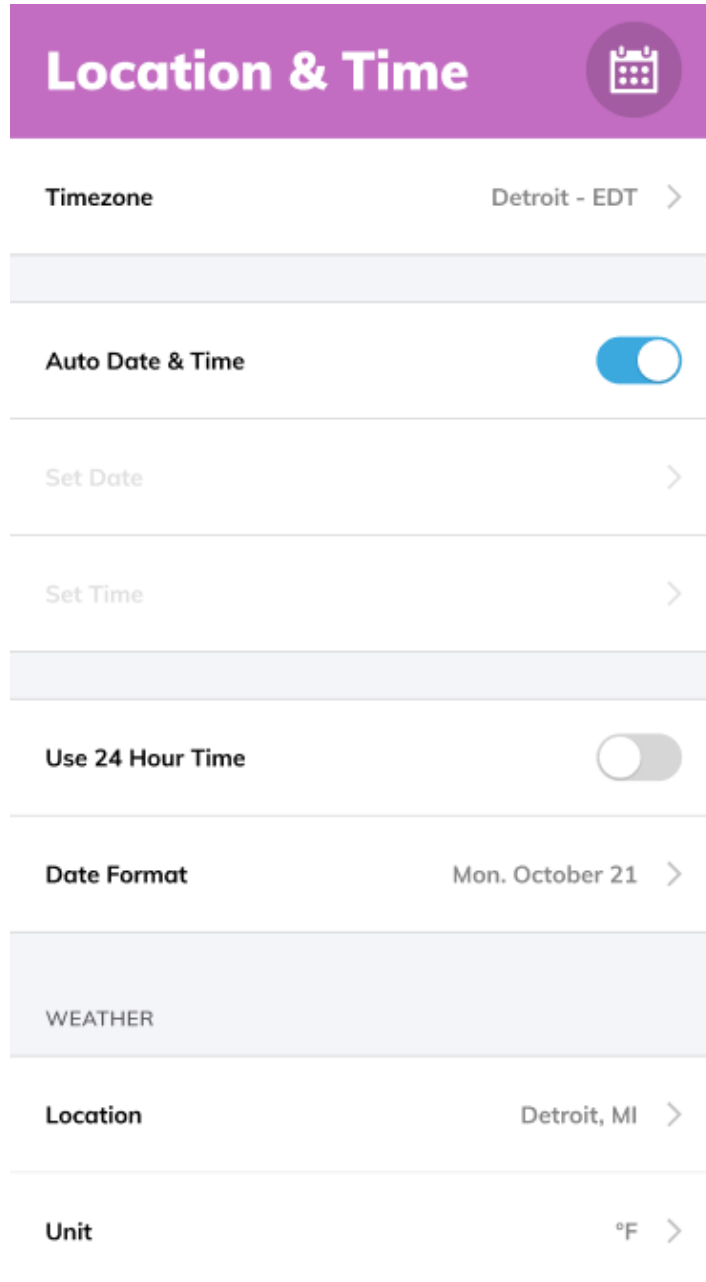 Location & Time
Timezone Detroit - EDT
Auto Date & Time
Set Date
Set Time
Use 24 Hour Time
Date Format Mon. October 21
WEATHER
Location Detroit, MI
Unit °F